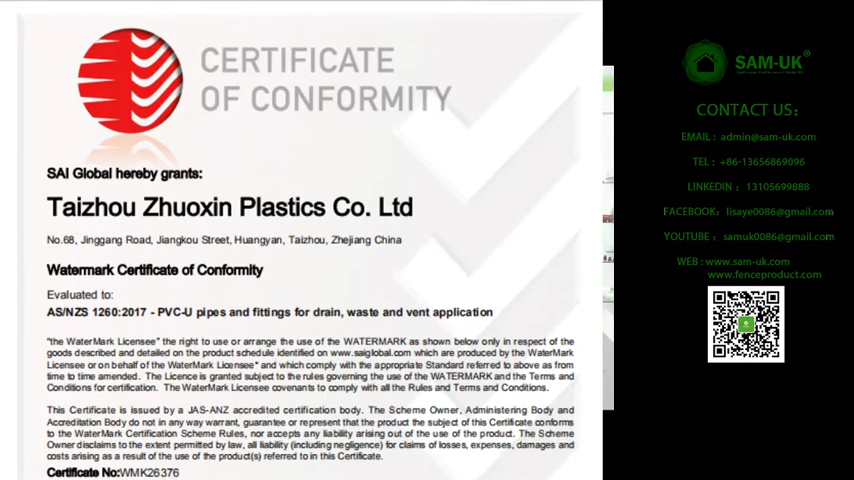 CERTIFICATE
OF CONFORMITY
SAI Global hereby grants:
Taizhou Zhuoxin Plastics Co. Ltd
No.68, Jinggang Road, Jiangkou Street, Huangyan, Taizhou, Zhejiang China
Watermark Certificate of Conformity
Evaluated to:
AS/NZS 1260:2017 - PVC-U pipes and fittings for drain, waste and vent application
"the WaterMark Licensee" the right to use or arrange the use of the WATERMARK as shown below only in respect of the
goods described and detailed on the product schedule identified on www.saiglobal.com which are produced by the WaterMark
Licensee or on behalf of the WaterMark Licensee* and which comply with the appropriate Standard referred to above as from
time to time amended. The Licence is granted subject to the rules governing the use of the WATERMARK and the Terms and
Conditions for certification. The WaterMark Licensee covenants to comply with all the Rules and Terms and Conditions.
This Certificate is issued by a JAS-ANZ accredited certification body. The Scheme Owner, Administering Body and
Accreditation Body do not in any way warrant, guarantee or represent that the product the subject of this Certificate conforms
to the WaterMark Certification Scheme Rules, nor accepts any liability arising out of the use of the product. The Scheme
Owner disclaims to the extent permitted by law, all liability (including negligence) for claims of losses, expenses, damages and
costs arising as a result of the use of the product(s) referred to in this Certificate.
Certificate No:WMK26376
SAM-UK®
CONTACT US：
EMAIL： admin@sam-uk.com
TEL： +86-13656869096
LINKEDIN： 13105699888
FACEBOOK： lisaye0086@gmail.com
YOUTUBE： samuk0086@gmail.com
WEB：www.sam-uk.com
www.fenceproduct.com